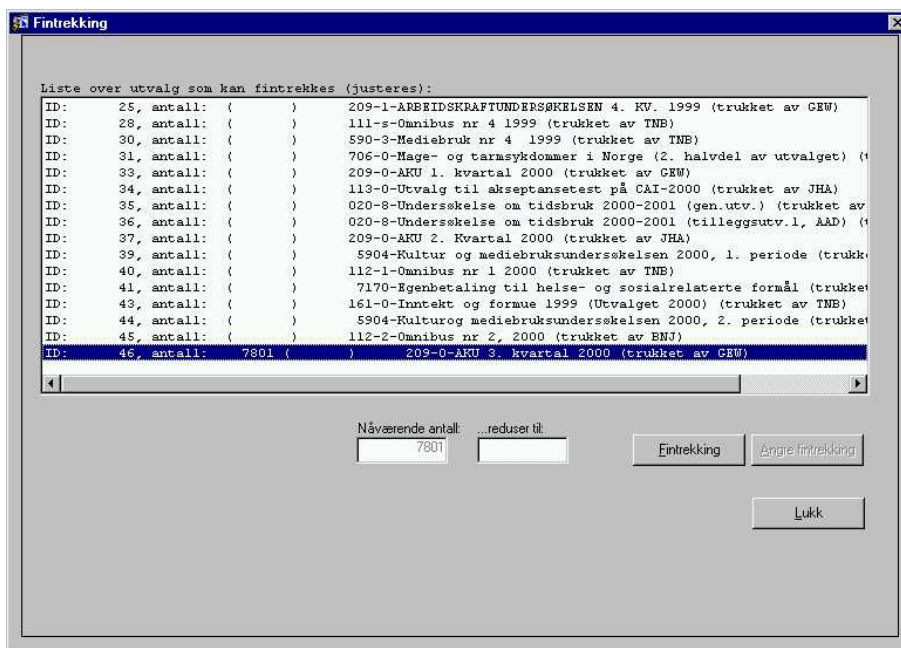 Fintrekking
Liste over utvalg som kan fintrekkes (justeres):
ID: 25, antall: ( ) 209-1-ARBEIDSKRAFTUNDERSØKELSEN 4. KV. 1999 (trukket av GEW)
ID: 28, antall: ( ) 111-s-Omnibus nr 4 1999 (trukket av TNB)
ID: 30, antall: ( ) 590-3-Mediebruk nr 4 1999 (trukket av TNB)
ID: 31, antall: ( ) 706-0-Mage- og tarmsykdommer i Norge (2. halvdel av utvalget) (t
ID: 33, antall: ( ) 209-0-AKU 1. kvartal 2000 (trukket av GEW)
ID: 34, antall: ( ) 113-0-Utvalg til akseptansetest på CAI-2000 (trukket av JHA)
ID: 35, antall: ( ) 020-8-Undersøkelse om tidsbruk 2000-2001 (gen.utv.) (trukket av
ID: 36, antall: ( ) 020-8-Undersøkelse om tidsbruk 2000-2001 (tilleggsutv.1, AAD) (t
ID: 37, antall: ( ) 209-0-AKU 2. Kvartal 2000 (trukket av JHA)
ID: 39, antall: ( ) 5904-Kultur og mediebruksundersøkelsen 2000, 1. periode (trukk
ID: 40, antall: ( ) 112-1-Omnibus nr 1 2000 (trukket av TNB)
ID: 41, antall: ( ) 7170-Egenbetaling til helse- og sosialrelaterte formål (trukket
ID: 43, antall: ( ) 161-0-Inntekt og formue 1999 (Utvalget 2000) (trukket av TNB)
ID: 44, antall: ( ) 5904-Kulturog mediebruksundersøkelsen 2000, 2. periode (trukket
ID: 45, antall: ( ) 112-2-Omnibus nr 2, 2000 (trukket av BNJ)
ID: 46, antall: 7801 ( ) 209-0-AKU 3. kvartal 2000 (trukket av GEW)
Nåværende antall: ...reduser til:
7801
Fintrekking Angre fintrekking
Lukk